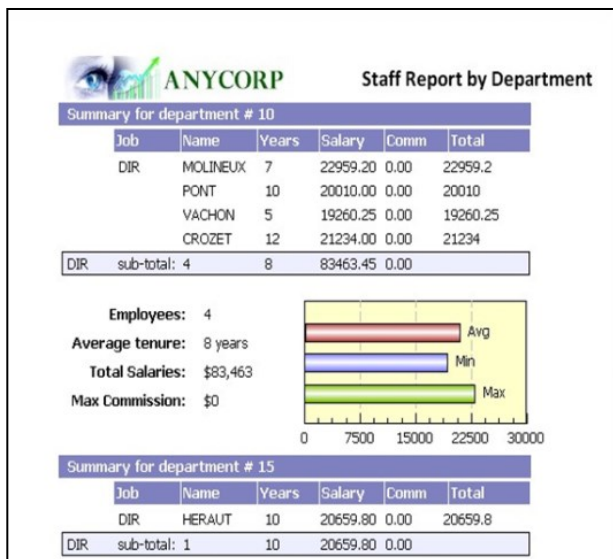 ANYCORP Staff Report by Department
Summary for department # 10
Job Name Years Salary Comm Total
DIR MOLINEUX 7 22959.20 0.00 22959.2
PONT 10 20010.00 0.00 20010
VACHON 5 19260.25 0.00 19260.25
CROZET 12 21234.00 0.00 21234
DIR sub-total: 4 8 83463.45 0.00
Employees: 4
Average tenure: 8 years
Total Salaries: $83,463
Max Commission: $0
Avg
Min
Max
0 7500 15000 22500 30000
Summary for department # 15
Job Name Years Salary Comm Total
DIR HERAUT 10 20659.80 0.00 20659.8
DIR sub-total: 1 10 20659.80 0.00